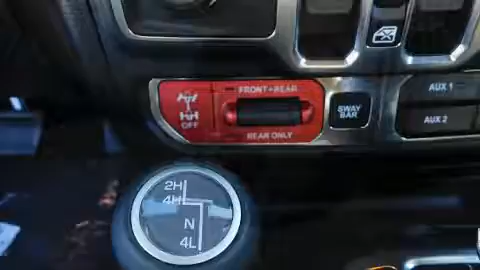 FRONT+REAR
OFF
REAR ONLY
SWAY
BAR
AUX 1
AUX 2
2H
4H
N
4L